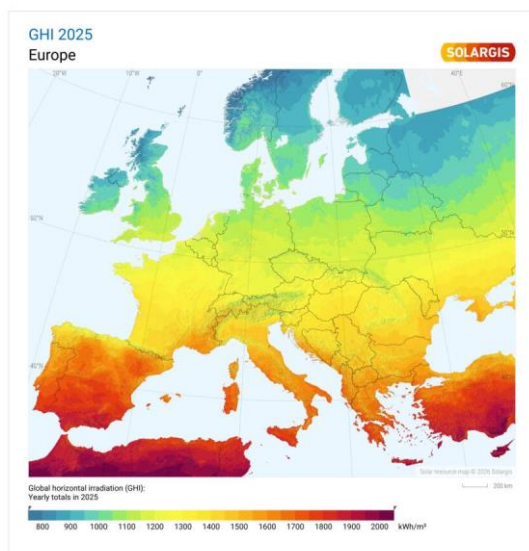 GHI 2025
Europe
SOLARGIS
20°W
10°W
0°
40°E
60°N
50°N
50°N
40°N
Solar resource map © 2026 Solargis
200 km
Global horizontal irradiation (GHI):
Yearly totals in 2025
800 900 1000 1100 1200 1300 1400 1500 1600 1700 1800 1900 2000 kWh/m²